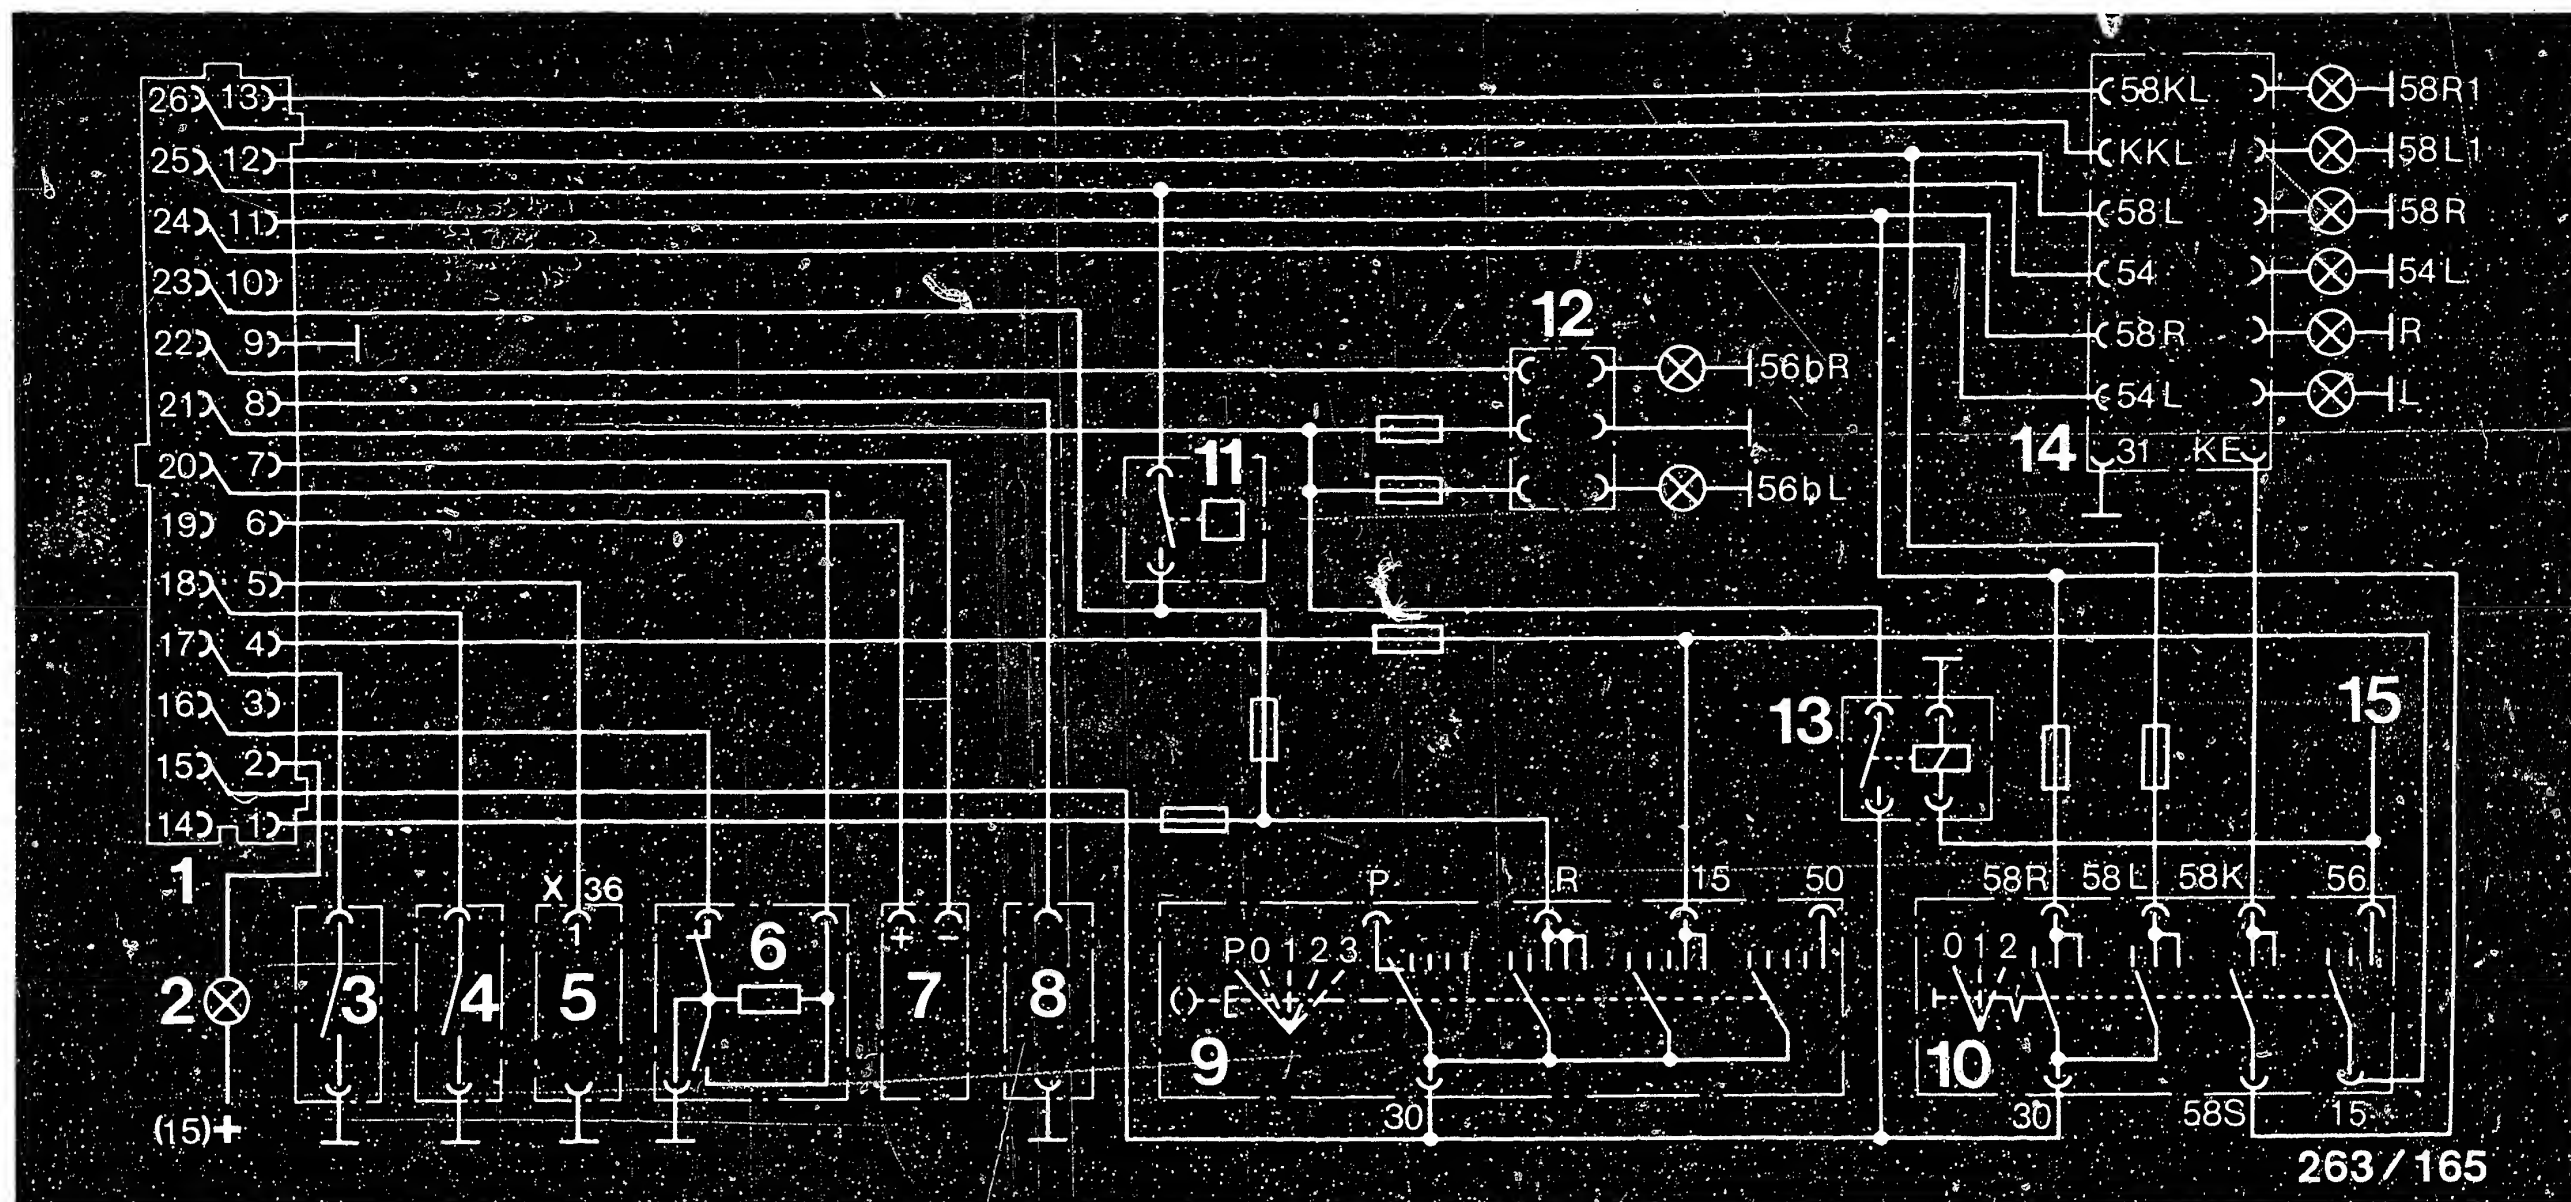 26 13 58KL 58R1
25 12 KKL 58L1
24 11 58L 58R
23 10 54 54L
22 9 12 58R R
56bR
21 8 54L L
11 14 31 KE
20 7 56bL
19 6
18 5
17 4
16 3 13 15
15 2
14 1
1 X 36 P R 15 50 58R 58L 58K 56
+ + − 6 P 0 1 2 3 0 1 2
2 3 4 5 7 8
9 10
(15)+ 30 30 58S 15
263/165